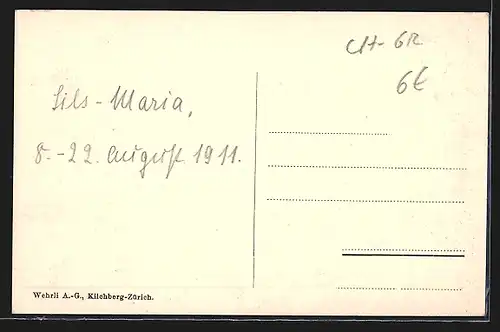 CH-GR
6€
Sils-Maria,
8.-22. August 1911.
Wehrli A.-G., Kilchberg-Zürich.